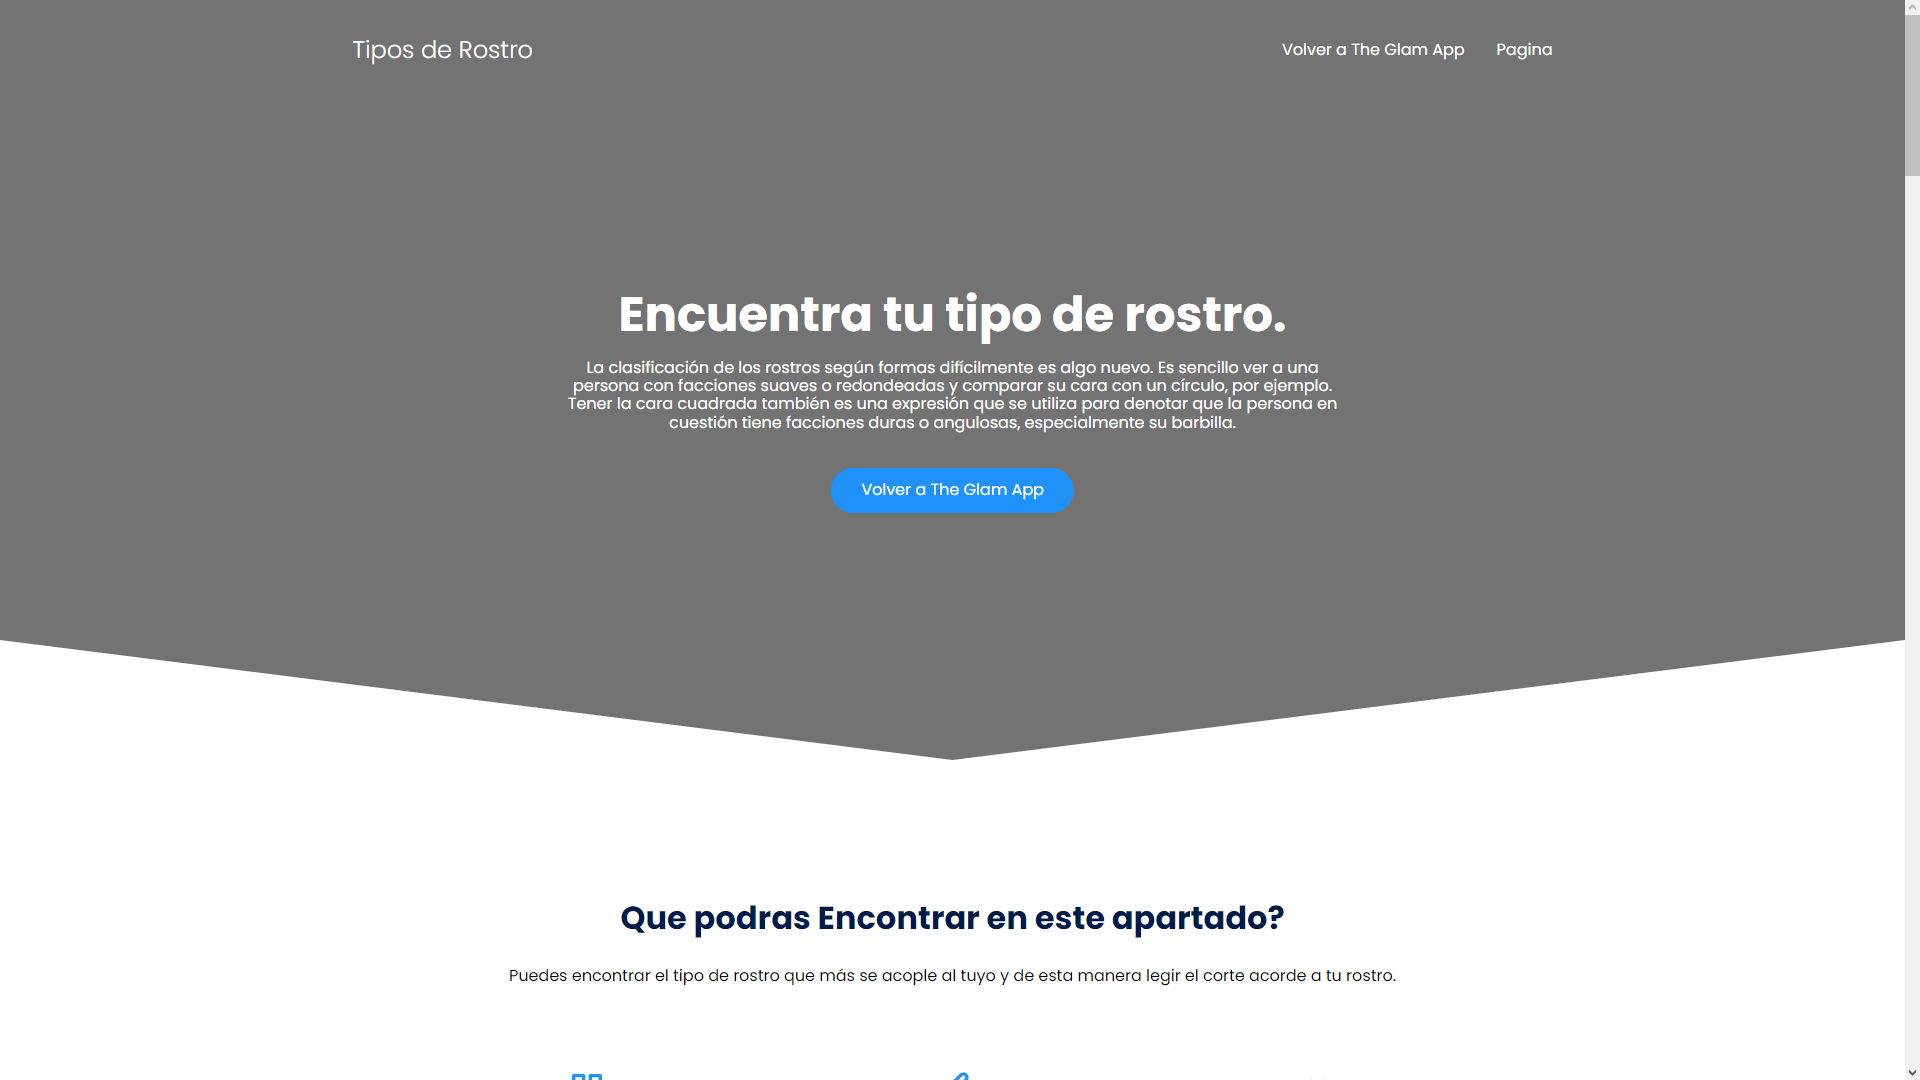 Tipos de Rostro
Volver a The Glam App
Pagina
Encuentra tu tipo de rostro.
La clasificación de los rostros según formas difícilmente es algo nuevo. Es sencillo ver a una
persona con facciones suaves o redondeadas y comparar su cara con un círculo, por ejemplo.
Tener la cara cuadrada también es una expresión que se utiliza para denotar que la persona en
cuestión tiene facciones duras o angulosas, especialmente su barbilla.
Volver a The Glam App
Que podras Encontrar en este apartado?
Puedes encontrar el tipo de rostro que más se acople al tuyo y de esta manera legir el corte acorde a tu rostro.